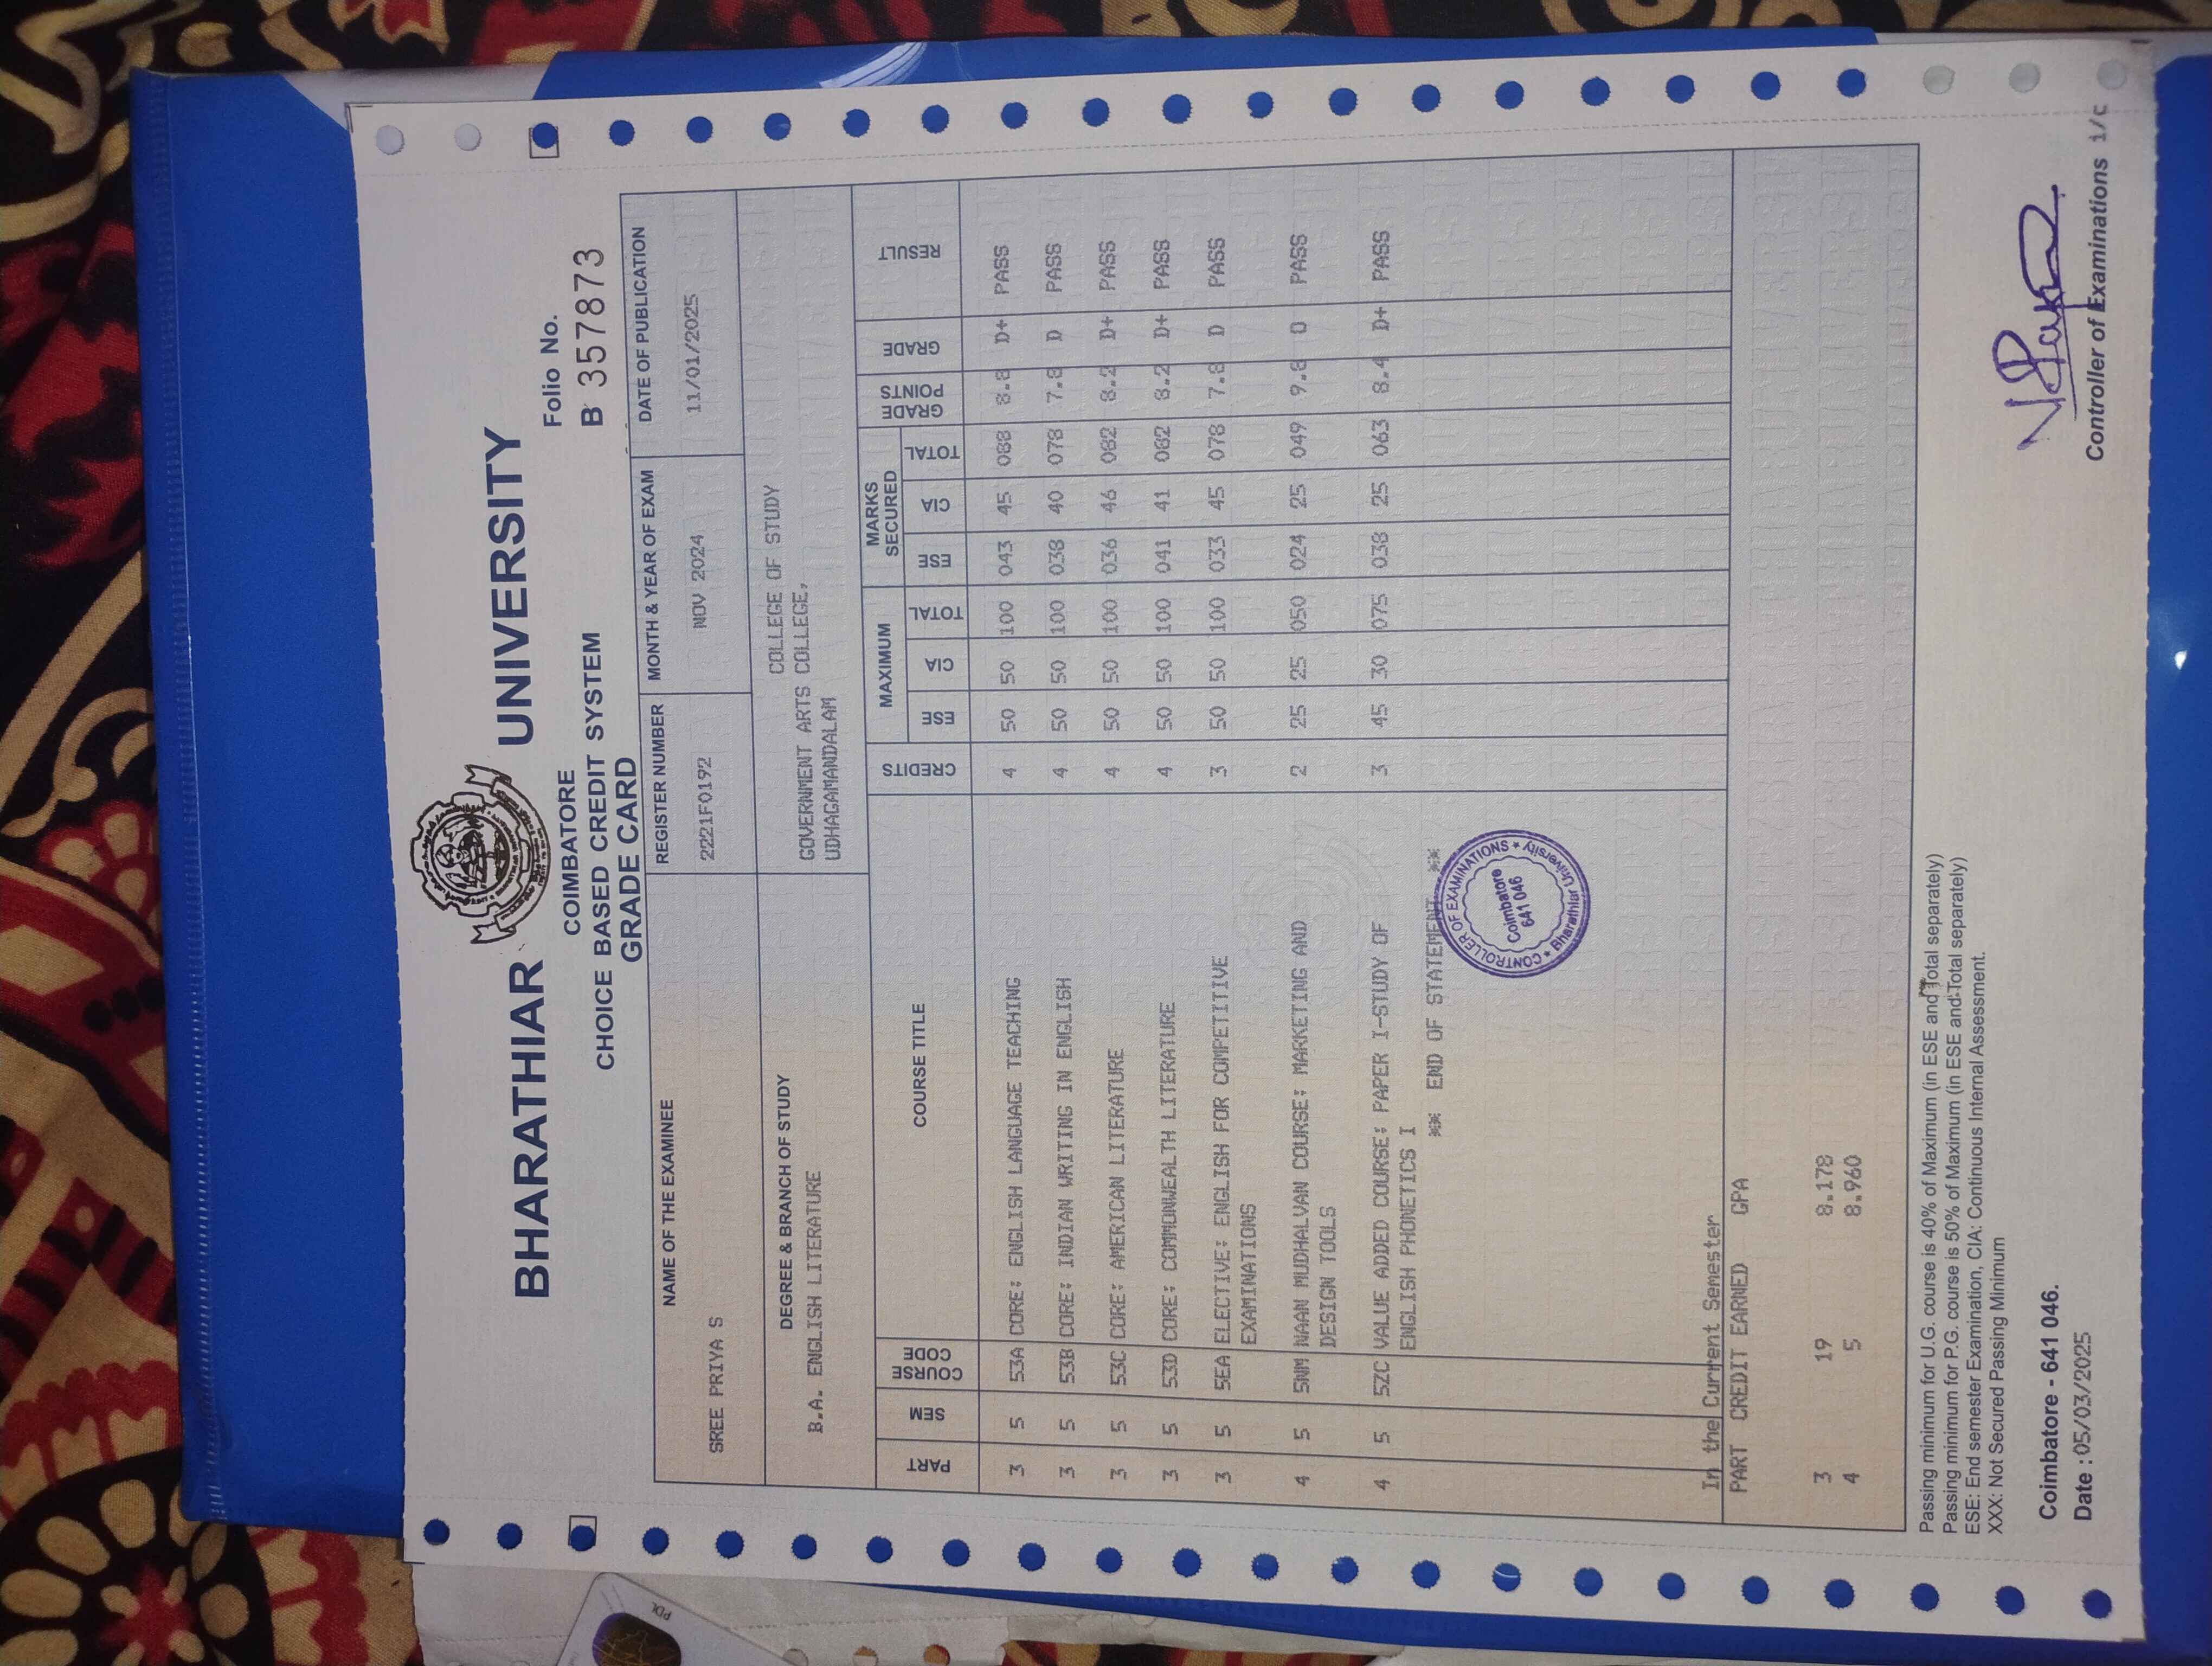 BHARATHIAR UNIVERSITY
COIMBATORE
CHOICE BASED CREDIT SYSTEM
GRADE CARD
Folio No.
B 357873
NAME OF THE EXAMINEE REGISTER NUMBER MONTH & YEAR OF EXAM DATE OF PUBLICATION
SREE PRIYA S 2221F0192 NOV 2024 11/01/2025
DEGREE & BRANCH OF STUDY COLLEGE OF STUDY
B.A. ENGLISH LITERATURE GOVERNMENT ARTS COLLEGE,
UDHAGAMANDALAM
PART SEM COURSE CODE COURSE TITLE CREDITS MAXIMUM MARKS SECURED GRADE POINTS GRADE RESULT
ESE CIA TOTAL ESE CIA TOTAL
3 5 53A CORE: ENGLISH LANGUAGE TEACHING 4 50 50 100 043 45 088 8.8 D+ PASS
3 5 53B CORE: INDIAN WRITING IN ENGLISH 4 50 50 100 038 40 078 7.8 D PASS
3 5 53C CORE: AMERICAN LITERATURE 4 50 50 100 036 46 082 8.2 D+ PASS
3 5 53D CORE: COMMONWEALTH LITERATURE 4 50 50 100 041 41 082 8.2 D+ PASS
3 5 5EA ELECTIVE: ENGLISH FOR COMPETITIVE 3 50 50 100 033 45 078 7.8 D PASS
EXAMINATIONS
4 5 5NM NAAN MUDHALVAN COURSE: MARKETING AND 2 25 25 050 024 25 049 9.8 O PASS
DESIGN TOOLS
4 5 5ZC VALUE ADDED COURSE: PAPER I-STUDY OF 3 45 30 075 038 25 063 8.4 D+ PASS
ENGLISH PHONETICS I
** END OF STATEMENT **
CONTROLLER OF EXAMINATIONS * Bharathiar University *
Coimbatore
641 046
In the Current Semester
PART CREDIT EARNED GPA
3 19 8.178
4 5 8.960
Passing minimum for U.G. course is 40% of Maximum (in ESE and Total separately)
Passing minimum for P.G. course is 50% of Maximum (in ESE and Total separately)
ESE: End semester Examination, CIA: Continuous Internal Assessment.
XXX: Not Secured Passing Minimum
Coimbatore - 641 046.
Date : 05/03/2025
Controller of Examinations i/c
PDL